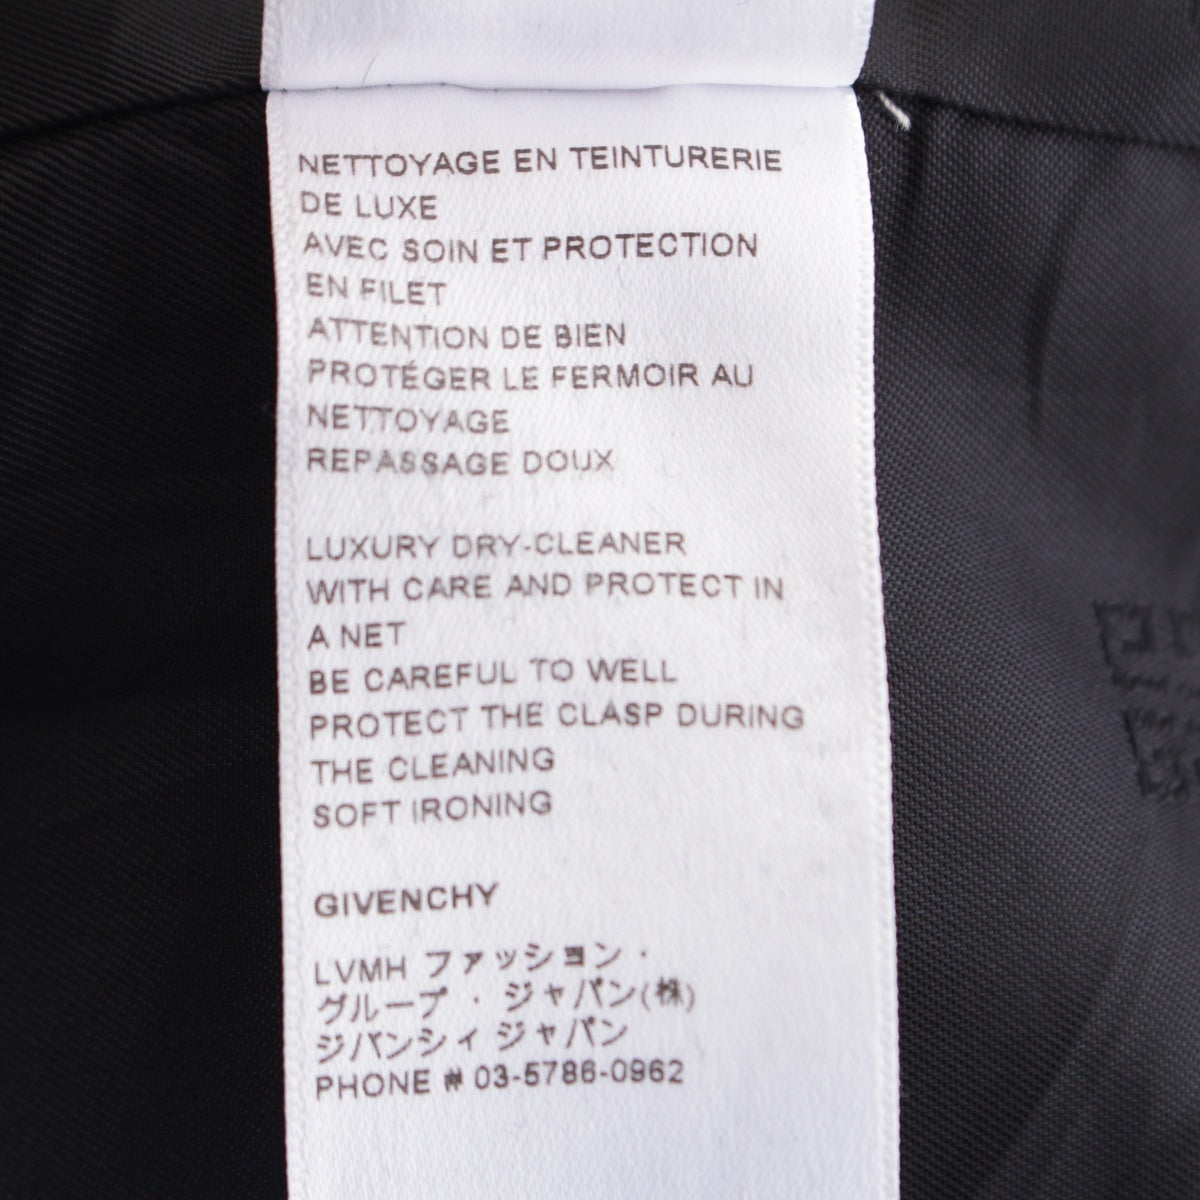 NETTOYAGE EN TEINTURERIE
DE LUXE
AVEC SOIN ET PROTECTION
EN FILET
ATTENTION DE BIEN
PROTÉGER LE FERMOIR AU
NETTOYAGE
REPASSAGE DOUX
LUXURY DRY-CLEANER
WITH CARE AND PROTECT IN
A NET
BE CAREFUL TO WELL
PROTECT THE CLASP DURING
THE CLEANING
SOFT IRONING
GIVENCHY
LVMH ファッション・
グループ・ジャパン(株)
ジバンシィ ジャパン
PHONE # 03-5786-0962